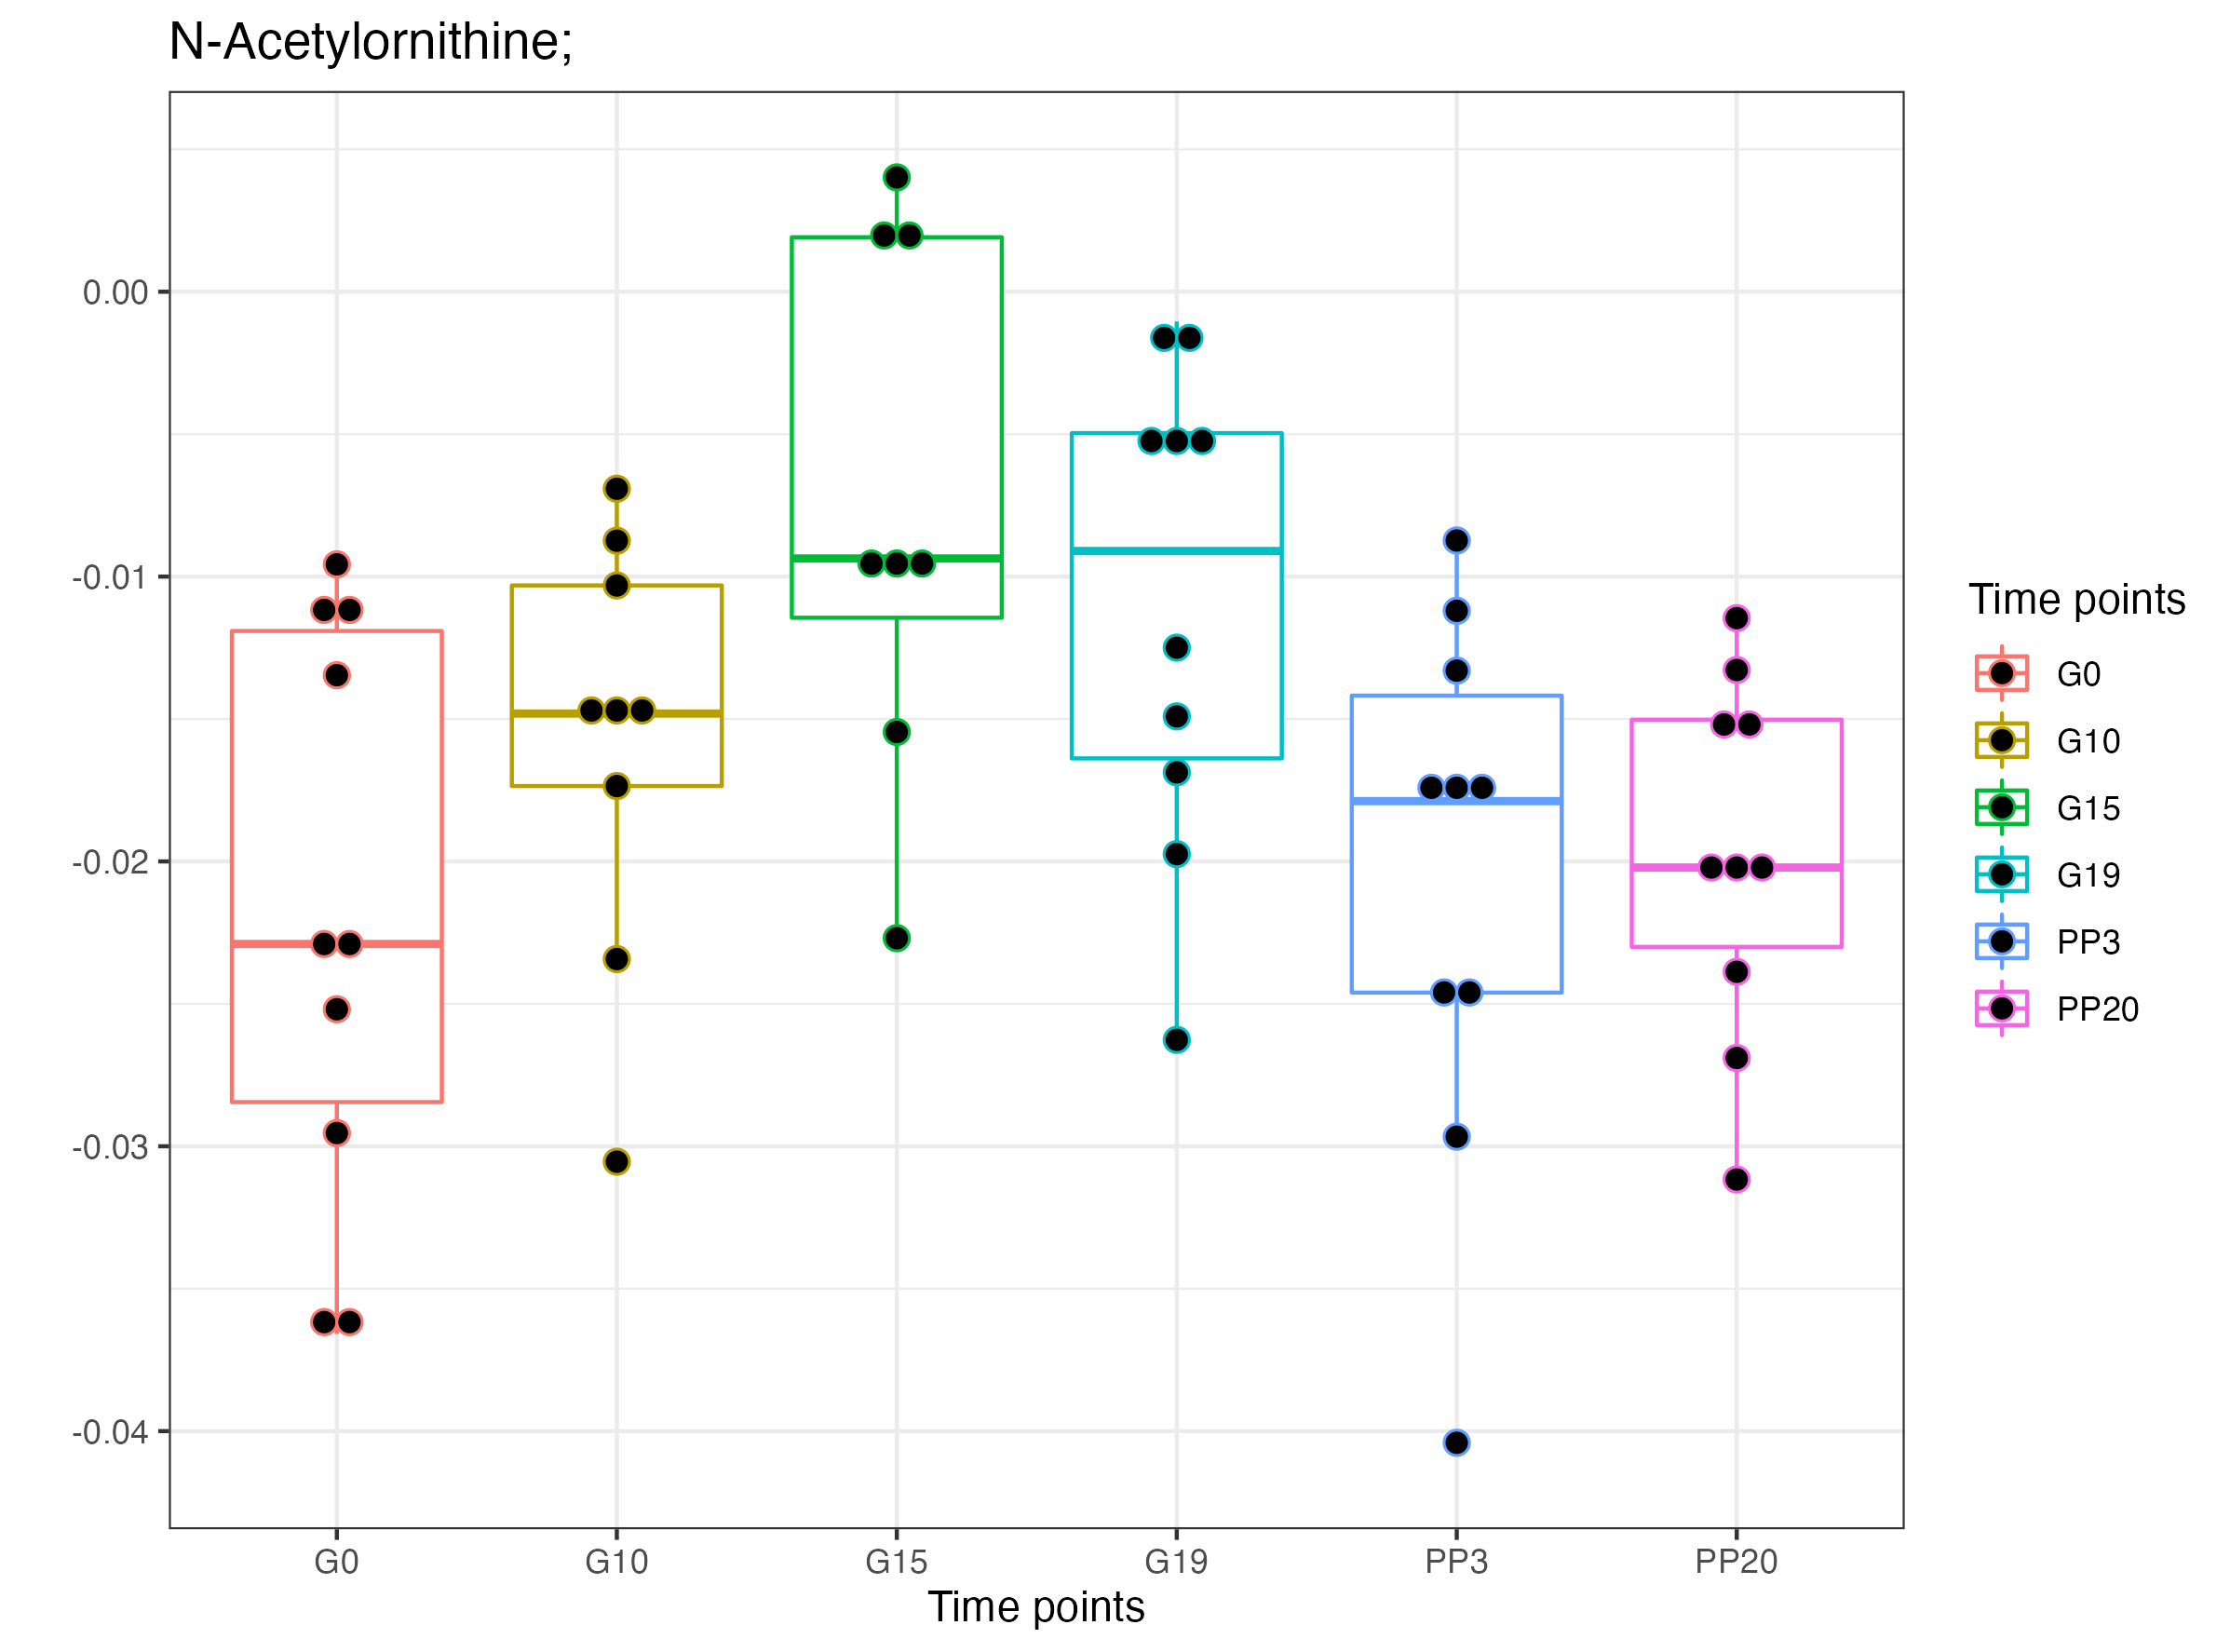 N-Acetylornithine;
0.00
-0.01
-0.02
-0.03
-0.04
G0 G10 G15 G19 PP3 PP20
Time points
Time points
G0
G10
G15
G19
PP3
PP20